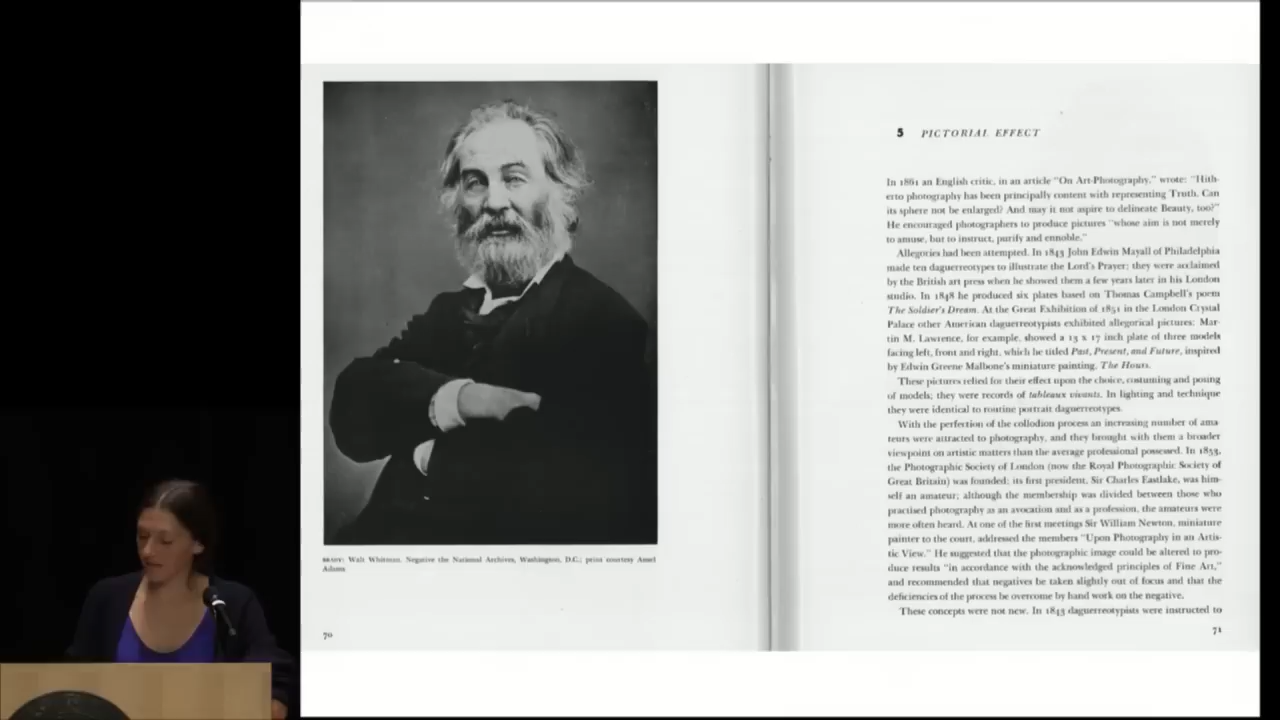 BRADY: Walt Whitman. Negative the National Archives, Washington, D.C.; print courtesy Ansel
Adams
70
5 PICTORIAL EFFECT
In 1861 an English critic, in an article "On Art-Photography," wrote: "Hith-
erto photography has been principally content with representing Truth. Can
its sphere not be enlarged? And may it not aspire to delineate Beauty, too?"
He encouraged photographers to produce pictures "whose aim is not merely
to amuse, but to instruct, purify and ennoble."
Allegories had been attempted. In 1843 John Edwin Mayall of Philadelphia
made ten daguerreotypes to illustrate the Lord's Prayer; they were acclaimed
by the British art press when he showed them a few years later in his London
studio. In 1848 he produced six plates based on Thomas Campbell's poem
The Soldier's Dream. At the Great Exhibition of 1851 in the London Crystal
Palace other American daguerreotypists exhibited allegorical pictures: Mar-
tin M. Lawrence, for example, showed a 13 x 17 inch plate of three models
facing left, front and right, which he titled Past, Present, and Future, inspired
by Edwin Greene Malbone's miniature painting, The Hours.
These pictures relied for their effect upon the choice, costuming and posing
of models; they were records of tableaux vivants. In lighting and technique
they were identical to routine portrait daguerreotypes.
With the perfection of the collodion process an increasing number of ama-
teurs were attracted to photography, and they brought with them a broader
viewpoint on artistic matters than the average professional possessed. In 1853,
the Photographic Society of London (now the Royal Photographic Society of
Great Britain) was founded; its first president, Sir Charles Eastlake, was him-
self an amateur; although the membership was divided between those who
practised photography as an avocation and as a profession, the amateurs were
more often heard. At one of the first meetings Sir William Newton, miniature
painter to the court, addressed the members "Upon Photography in an Artis-
tic View." He suggested that the photographic image could be altered to pro-
duce results "in accordance with the acknowledged principles of Fine Art,"
and recommended that negatives be taken slightly out of focus and that the
deficiencies of the process be overcome by hand work on the negative.
These concepts were not new. In 1843 daguerreotypists were instructed to
71